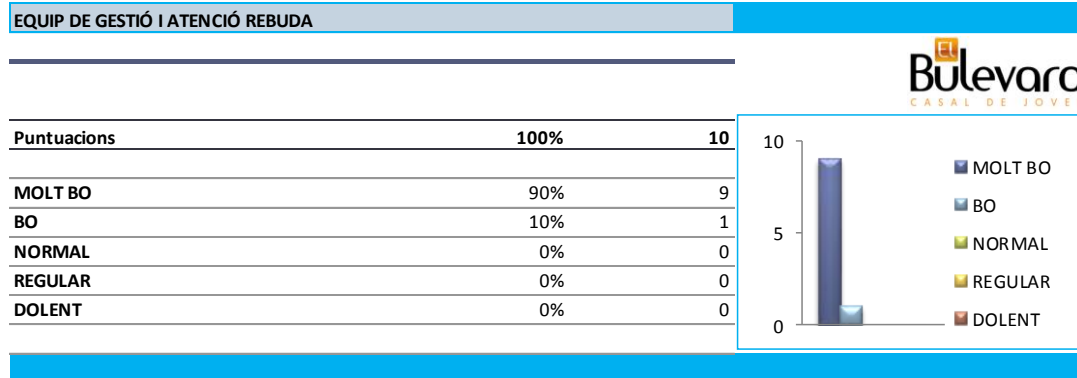 EQUIP DE GESTIÓ I ATENCIÓ REBUDA
El
Bulevard
CASAL DE JOVE
Puntuacions 100% 10
MOLT BO 90% 9
BO 10% 1
NORMAL 0% 0
REGULAR 0% 0
DOLENT 0% 0
10
5
0
MOLT BO
BO
NORMAL
REGULAR
DOLENT